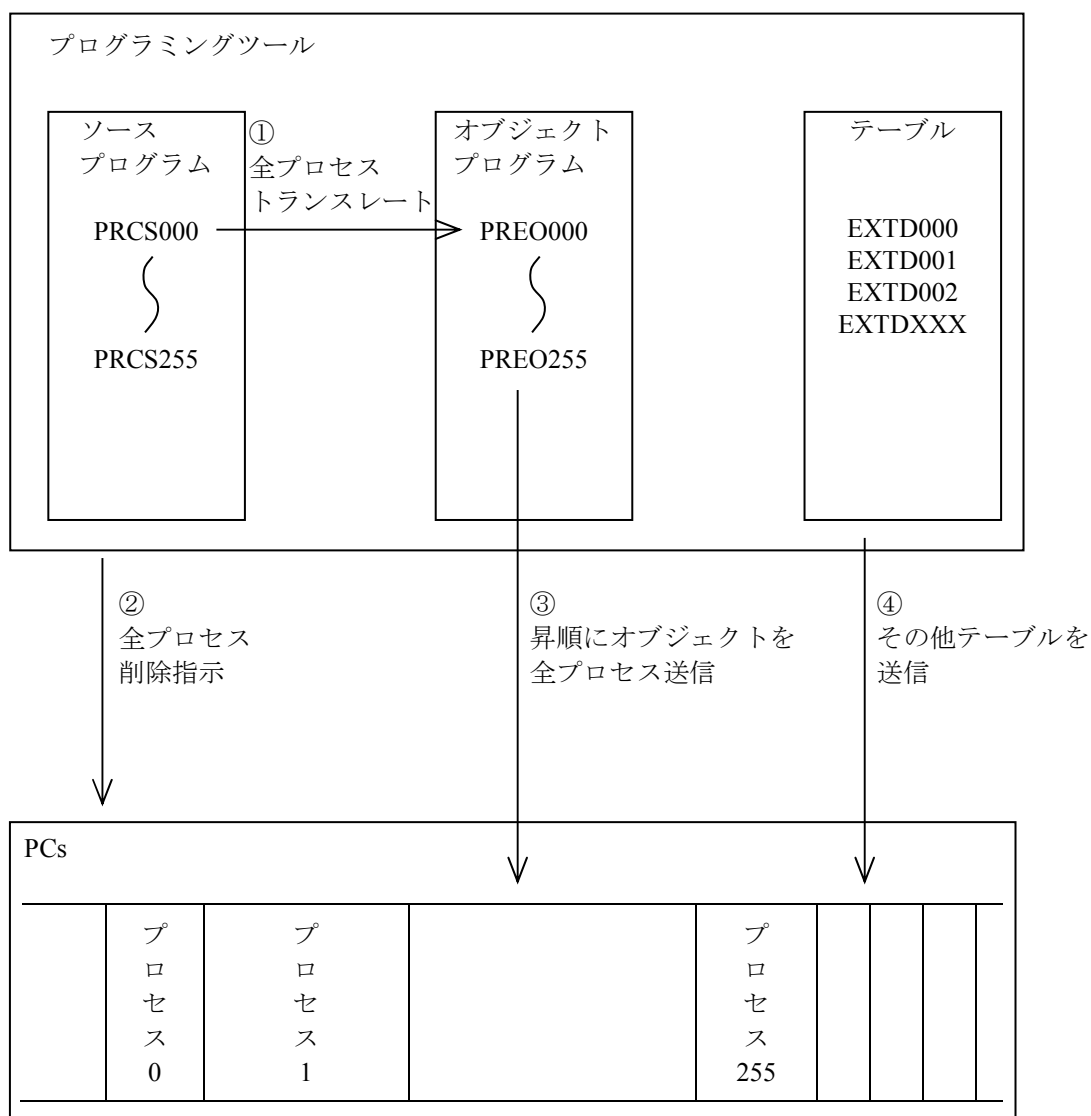 プログラミングツール
ソース
プログラム
PRCS000
PRCS255
①
全プロセス
トランスレート
オブジェクト
プログラム
PREO000
PREO255
テーブル
EXTD000
EXTD001
EXTD002
EXTDXXX
②
全プロセス
削除指示
③
昇順にオブジェクトを
全プロセス送信
④
その他テーブルを
送信
PCs
プロセス0
プロセス1
プロセス255